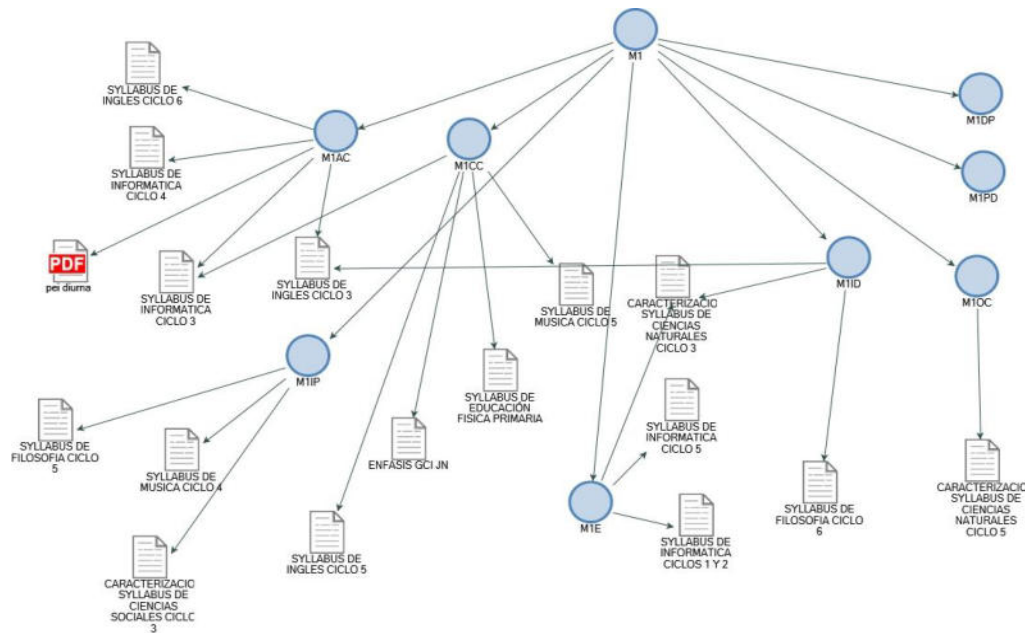 M1
SYLLABUS DE
INGLES CICLO 6
M1DP
M1AC
M1CC
SYLLABUS DE
INFORMATICA
CICLO 4
M1PD
PDF
pei diurna
SYLLABUS DE
INFORMATICA
CICLO 3
SYLLABUS DE
INGLES CICLO 3
SYLLABUS DE
MUSICA CICLO 5
CARACTERIZACIO
SYLLABUS DE
CIENCIAS
NATURALES
CICLO 3
M1ID
M1OC
M1IP
SYLLABUS DE
EDUCACIÓN
FISICA PRIMARIA
SYLLABUS DE
INFORMATICA
CICLO 5
SYLLABUS DE
FILOSOFIA CICLO
5
SYLLABUS DE
MUSICA CICLO 4
ENFASIS GCI JN
SYLLABUS DE
FILOSOFIA CICLO
6
CARACTERIZACIO
SYLLABUS DE
CIENCIAS
NATURALES
CICLO 5
M1E
SYLLABUS DE
INFORMATICA
CICLOS 1 Y 2
SYLLABUS DE
INGLES CICLO 5
CARACTERIZACIO
SYLLABUS DE
CIENCIAS
SOCIALES CICLO
3